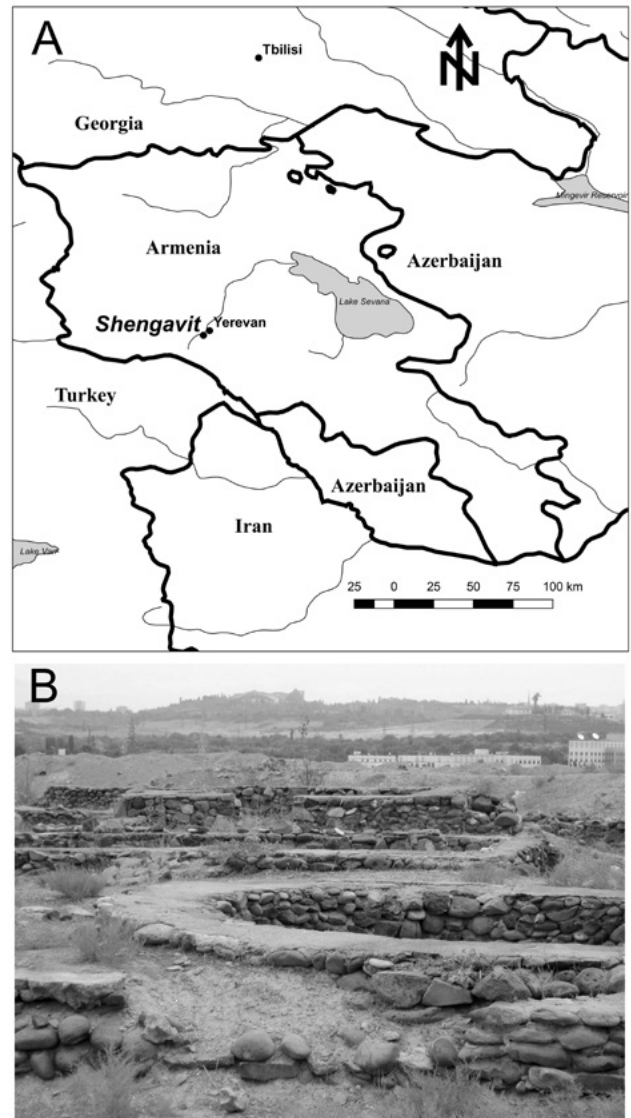 A
N
Tbilisi
Georgia
Mingevir Reservoir
Armenia
Azerbaijan
Lake Sevana
Shengavit
Yerevan
Turkey
Azerbaijan
Iran
Lake Van
25 0 25 50 75 100 km
B